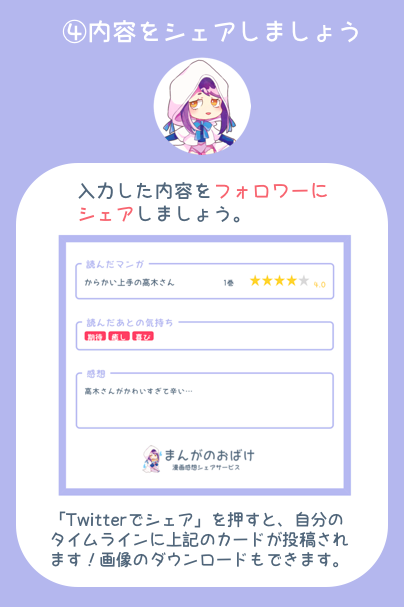 ④内容をシェアしましょう
入力した内容をフォロワーに
シェアしましょう。
読んだマンガ
からかい上手の高木さん 1巻 ★★★★★ 4.0
読んだあとの気持ち
期待 癒し 喜び
感想
高木さんがかわいすぎて辛い…
まんがのおばけ
漫画感想シェアサービス
「Twitterでシェア」を押すと、自分の
タイムラインに上記のカードが投稿され
ます！画像のダウンロードもできます。